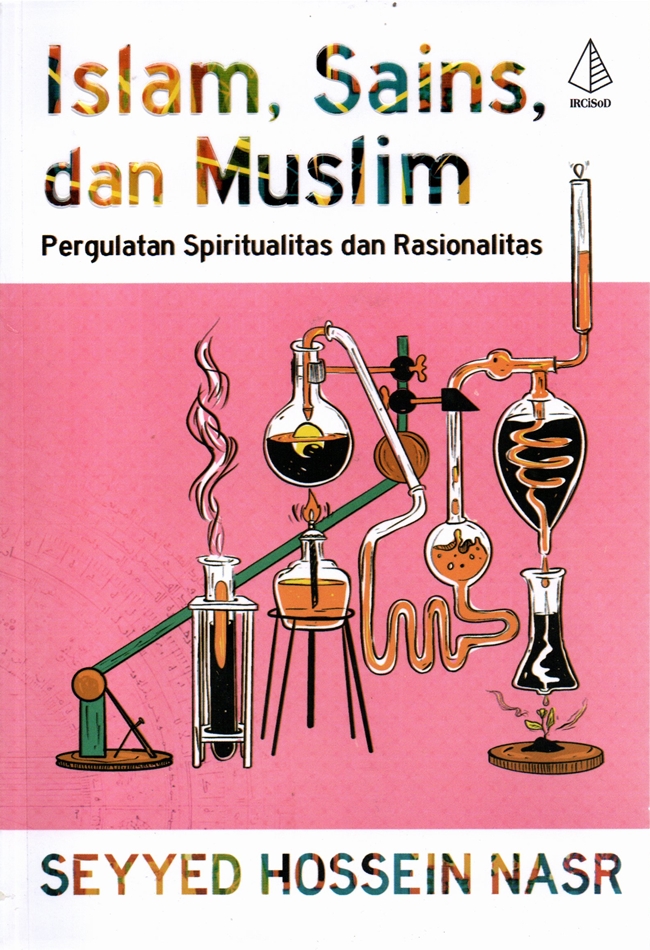 Islam, Sains,
dan Muslim
IRCiSoD
Pergulatan Spiritualitas dan Rasionalitas
SEYYED HOSSEIN NASR